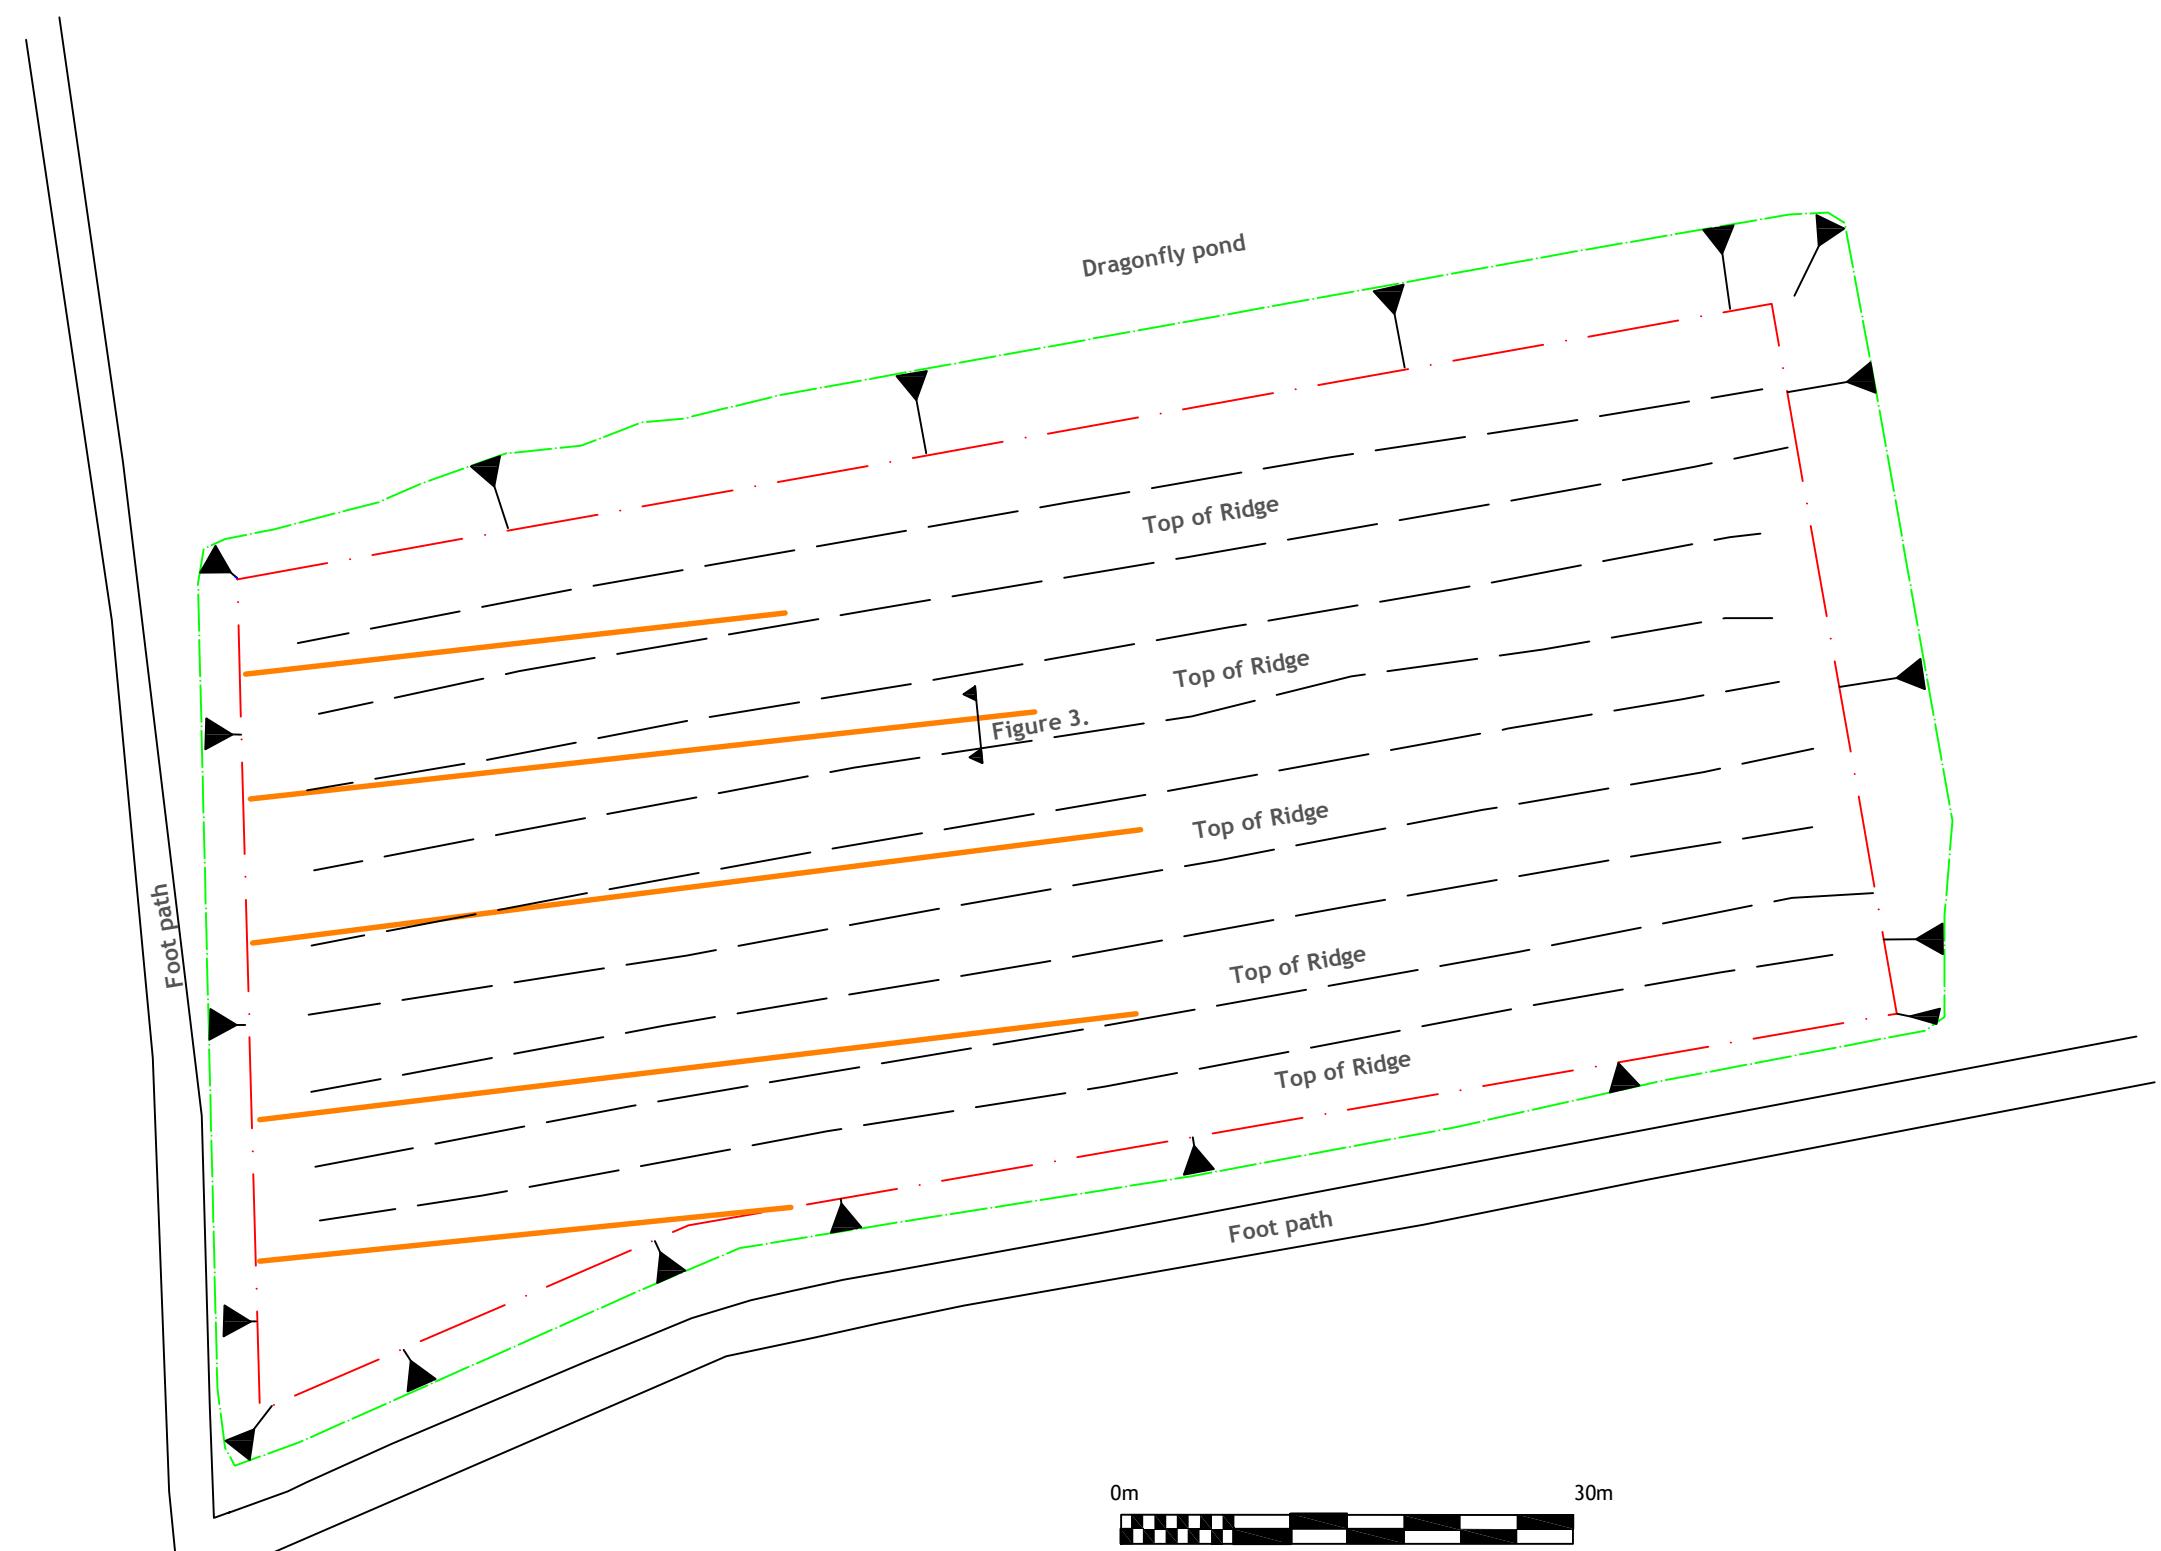 Dragonfly pond
Top of Ridge
Top of Ridge
Figure 3.
Top of Ridge
Foot path
Top of Ridge
Top of Ridge
Foot path
0m 30m